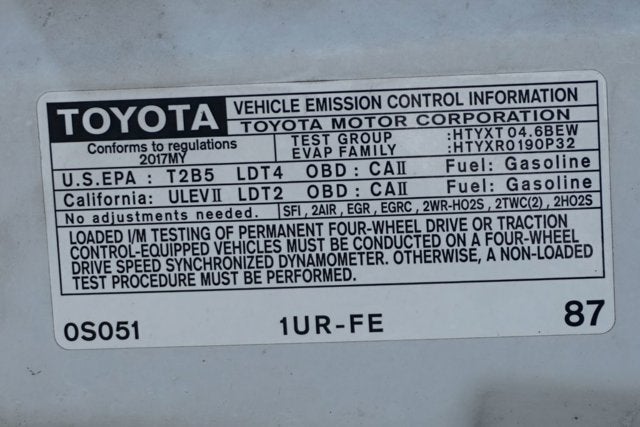 TOYOTA
VEHICLE EMISSION CONTROL INFORMATION
TOYOTA MOTOR CORPORATION
Conforms to regulations
2017MY
TEST GROUP :HTYXT 04.6BEW
EVAP FAMILY :HTYXR0190P32
U.S.EPA : T2B5 LDT4 OBD : CAII Fuel: Gasoline
California: ULEVII LDT2 OBD : CAII Fuel: Gasoline
No adjustments needed. SFI , 2AIR , EGR , EGRC , 2WR-HO2S , 2TWC(2) , 2HO2S
LOADED I/M TESTING OF PERMANENT FOUR-WHEEL DRIVE OR TRACTION
CONTROL-EQUIPPED VEHICLES MUST BE CONDUCTED ON A FOUR-WHEEL
DRIVE SPEED SYNCHRONIZED DYNAMOMETER. OTHERWISE, A NON-LOADED
TEST PROCEDURE MUST BE PERFORMED.
0S051 1UR-FE 87